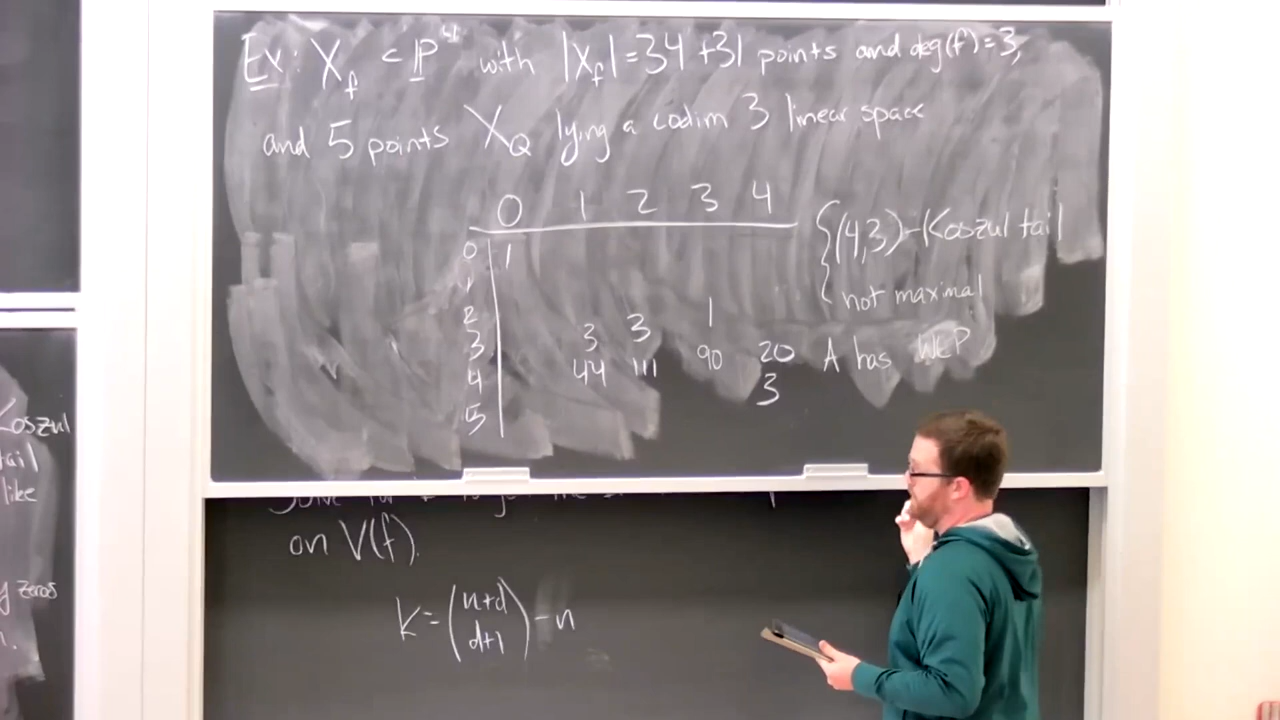 Ex: X_f ⊂ P^4 with |X_f| = 34 + 31 points and deg(f) = 3,
and 5 points X_Q lying a codim 3 linear space
0 1 2 3 4
0 1
1
2 1
3 3 3
4 44 111 90 20
5 3
{(4,3)-Koszul tail
not maximal
A has WLP
on V(f).
K = (n+d d+1) - n
Koszul
tail
like
zeros